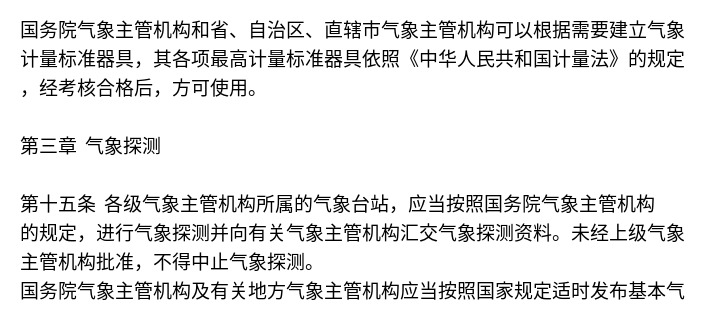 国务院气象主管机构和省、自治区、直辖市气象主管机构可以根据需要建立气象
计量标准器具，其各项最高计量标准器具依照《中华人民共和国计量法》的规定
，经考核合格后，方可使用。
第三章 气象探测
第十五条 各级气象主管机构所属的气象台站，应当按照国务院气象主管机构
的规定，进行气象探测并向有关气象主管机构汇交气象探测资料。未经上级气象
主管机构批准，不得中止气象探测。
国务院气象主管机构及有关地方气象主管机构应当按照国家规定适时发布基本气